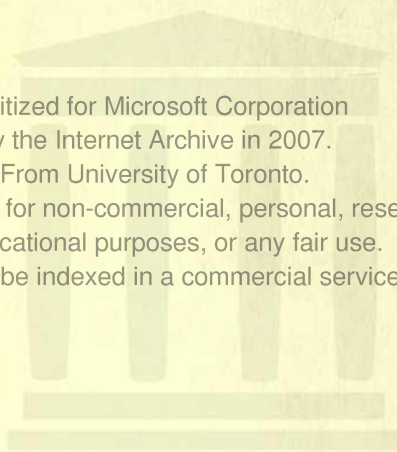 itized for Microsoft Corporation
the Internet Archive in 2007.
From University of Toronto.
for non-commercial, personal, rese
cational purposes, or any fair use.
be indexed in a commercial service